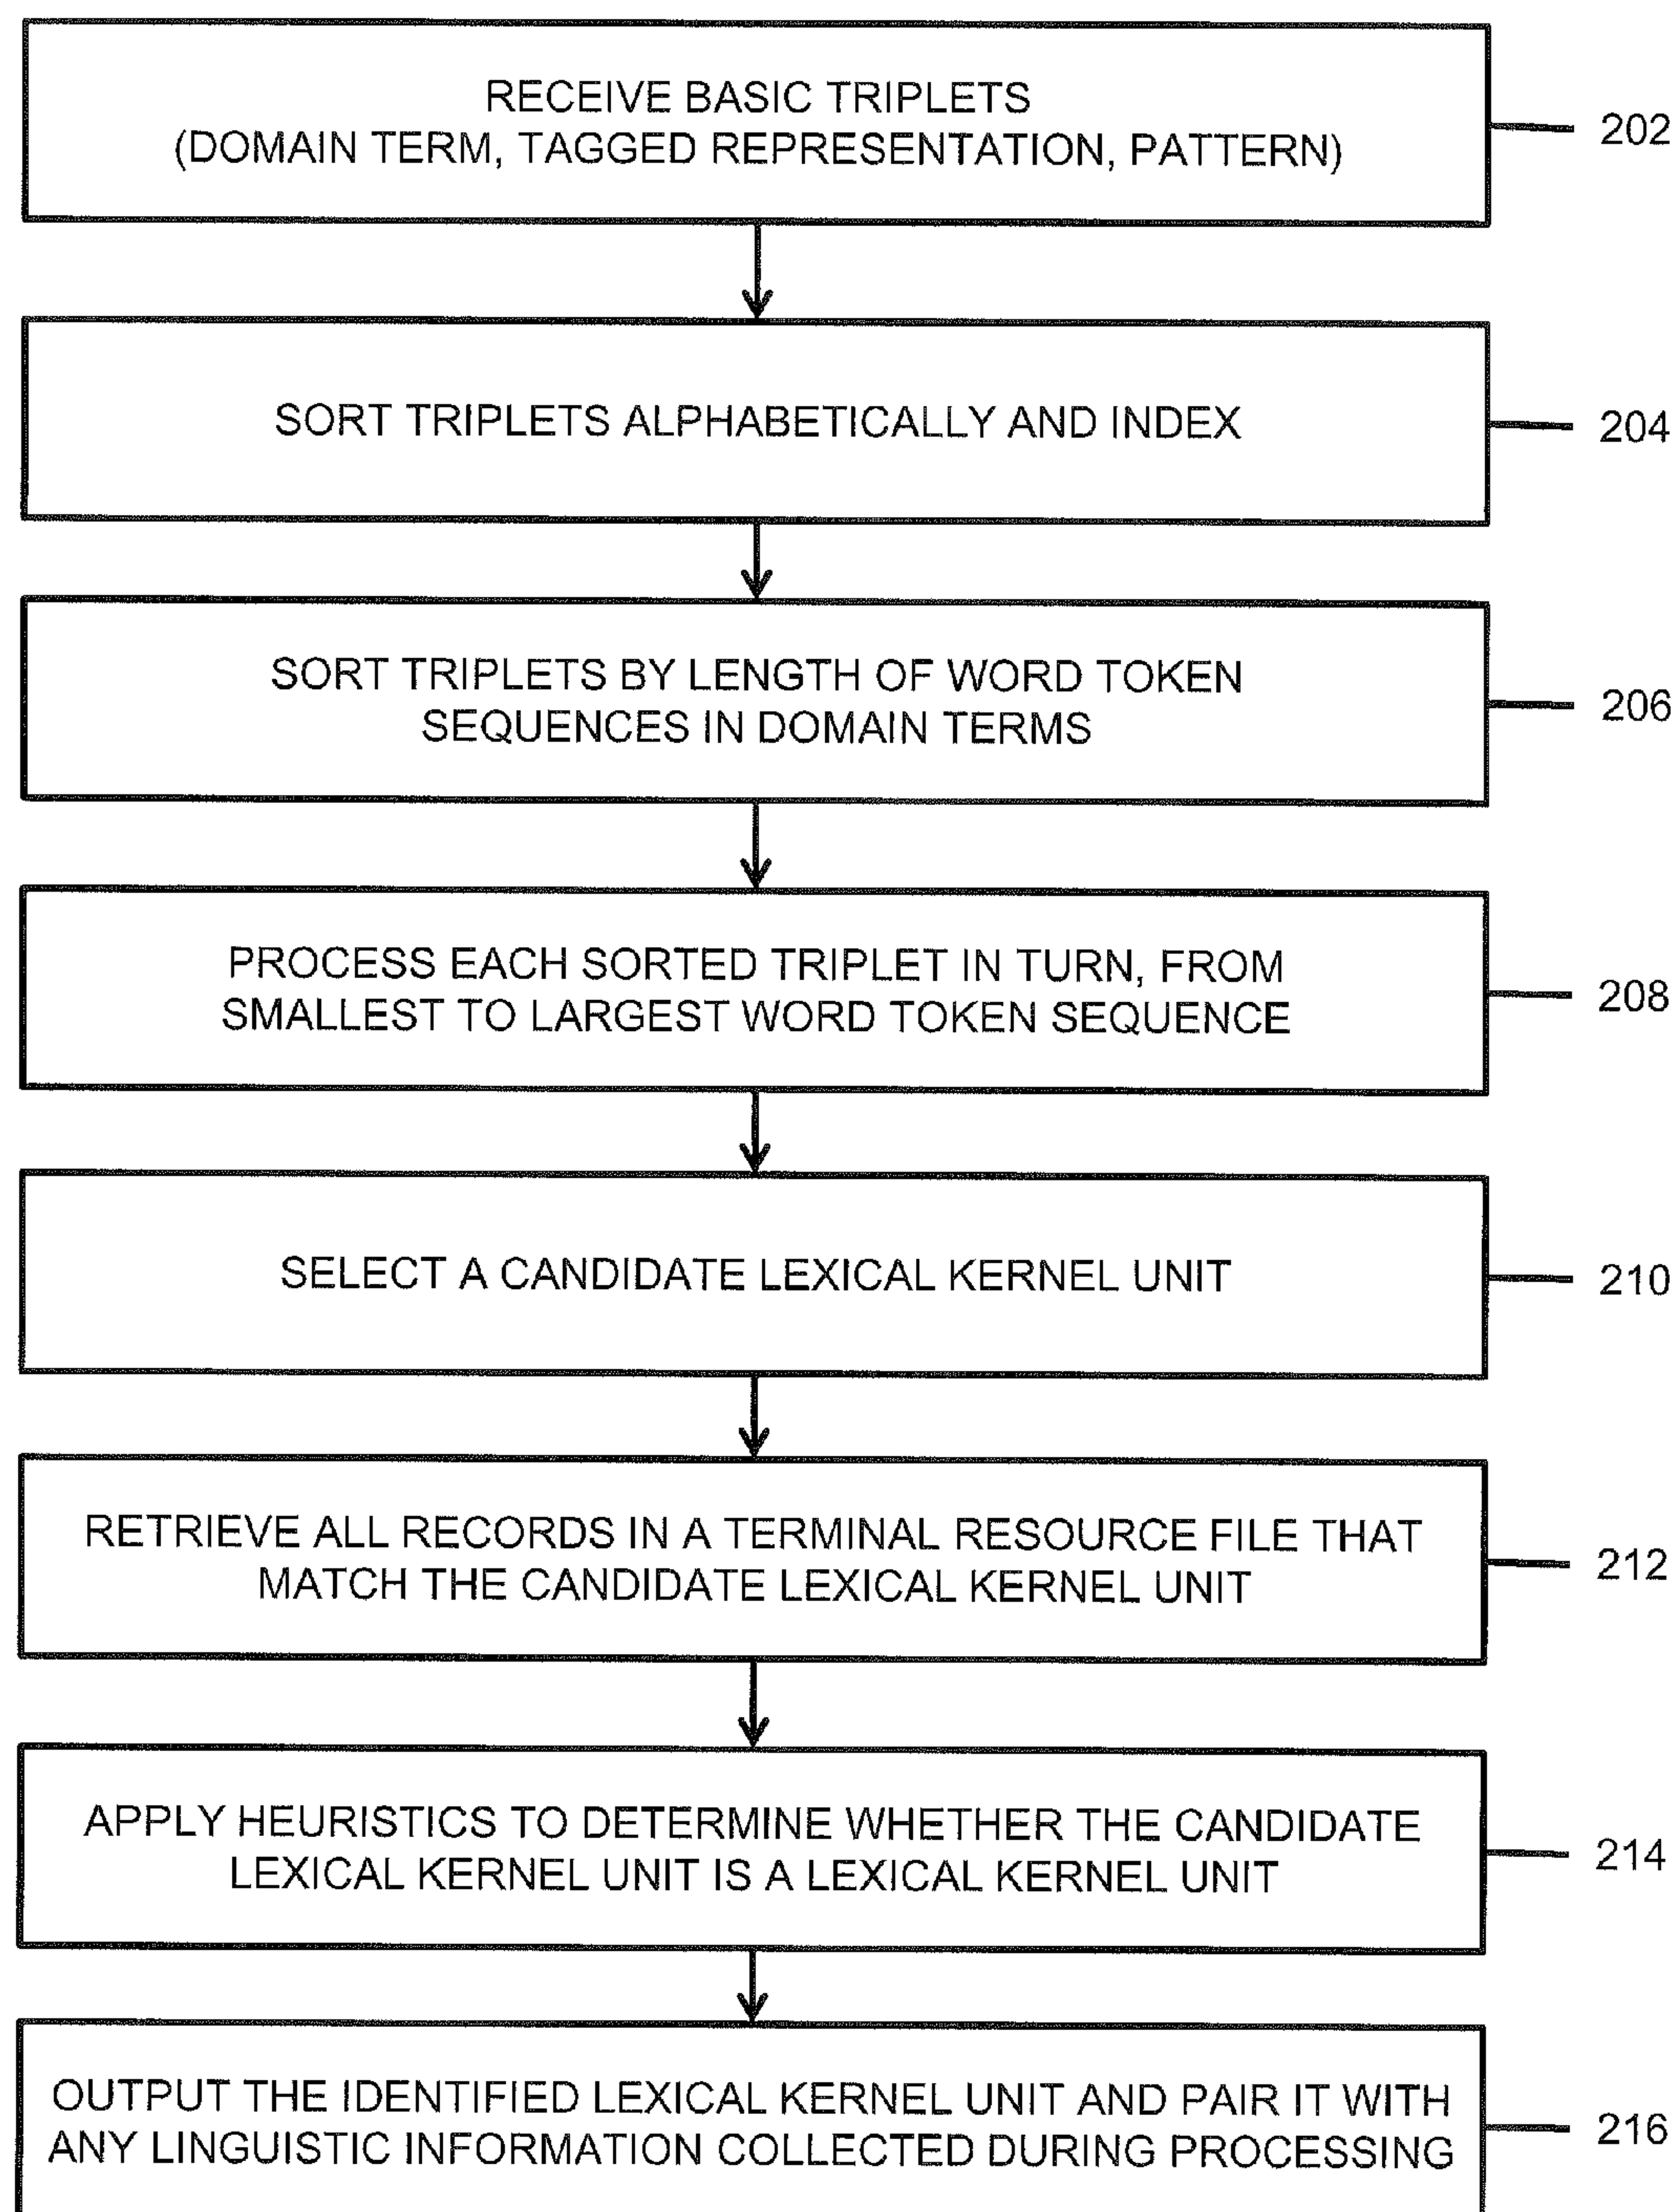 RECEIVE BASIC TRIPLETS
(DOMAIN TERM, TAGGED REPRESENTATION, PATTERN)
202
SORT TRIPLETS ALPHABETICALLY AND INDEX
204
SORT TRIPLETS BY LENGTH OF WORD TOKEN
SEQUENCES IN DOMAIN TERMS
206
PROCESS EACH SORTED TRIPLET IN TURN, FROM
SMALLEST TO LARGEST WORD TOKEN SEQUENCE
208
SELECT A CANDIDATE LEXICAL KERNEL UNIT
210
RETRIEVE ALL RECORDS IN A TERMINAL RESOURCE FILE THAT
MATCH THE CANDIDATE LEXICAL KERNEL UNIT
212
APPLY HEURISTICS TO DETERMINE WHETHER THE CANDIDATE
LEXICAL KERNEL UNIT IS A LEXICAL KERNEL UNIT
214
OUTPUT THE IDENTIFIED LEXICAL KERNEL UNIT AND PAIR IT WITH
ANY LINGUISTIC INFORMATION COLLECTED DURING PROCESSING
216